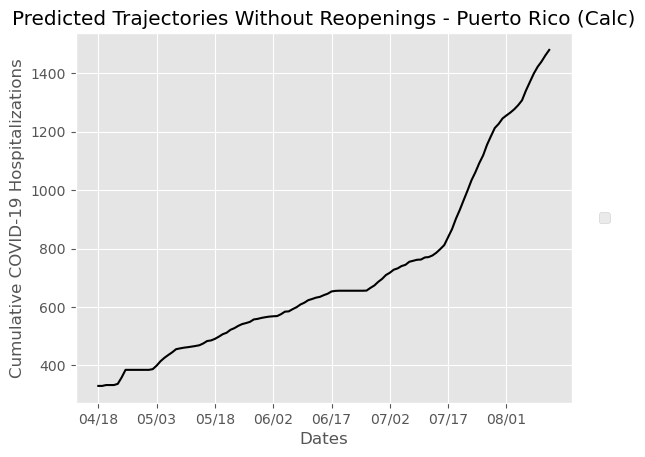 Predicted Trajectories Without Reopenings - Puerto Rico (Calc)
Cumulative COVID-19 Hospitalizations
1400
1200
1000
800
600
400
04/18 05/03 05/18 06/02 06/17 07/02 07/17 08/01
Dates